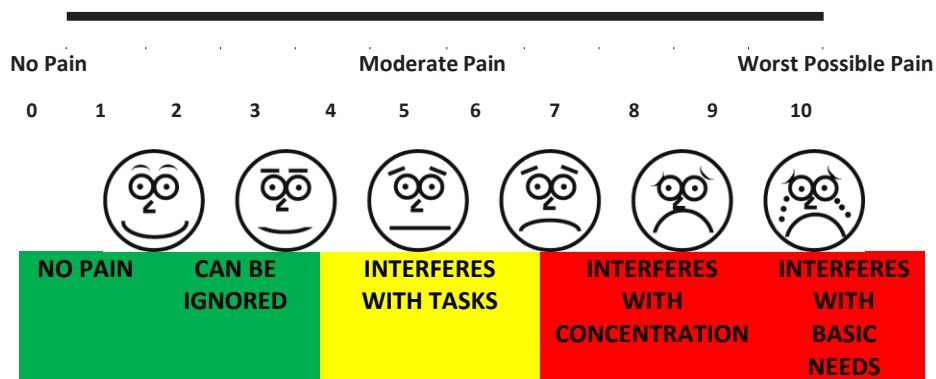 No Pain Moderate Pain Worst Possible Pain
0 1 2 3 4 5 6 7 8 9 10
NO PAIN CAN BE INTERFERES INTERFERES INTERFERES
IGNORED WITH TASKS WITH WITH
CONCENTRATION BASIC
NEEDS